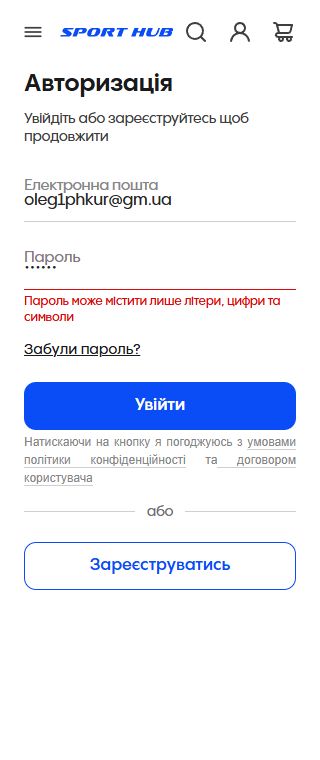 SPORT HUB
Авторизація
Увійдіть або зареєструйтесь щоб
продовжити
Електронна пошта
oleg1phkur@gm.ua
Пароль
••••••
Пароль може містити лише літери, цифри та
символи
Забули пароль?
Увійти
Натискаючи на кнопку я погоджуюсь з умовами
політики конфіденційності та договором
користувача
або
Зареєструватись